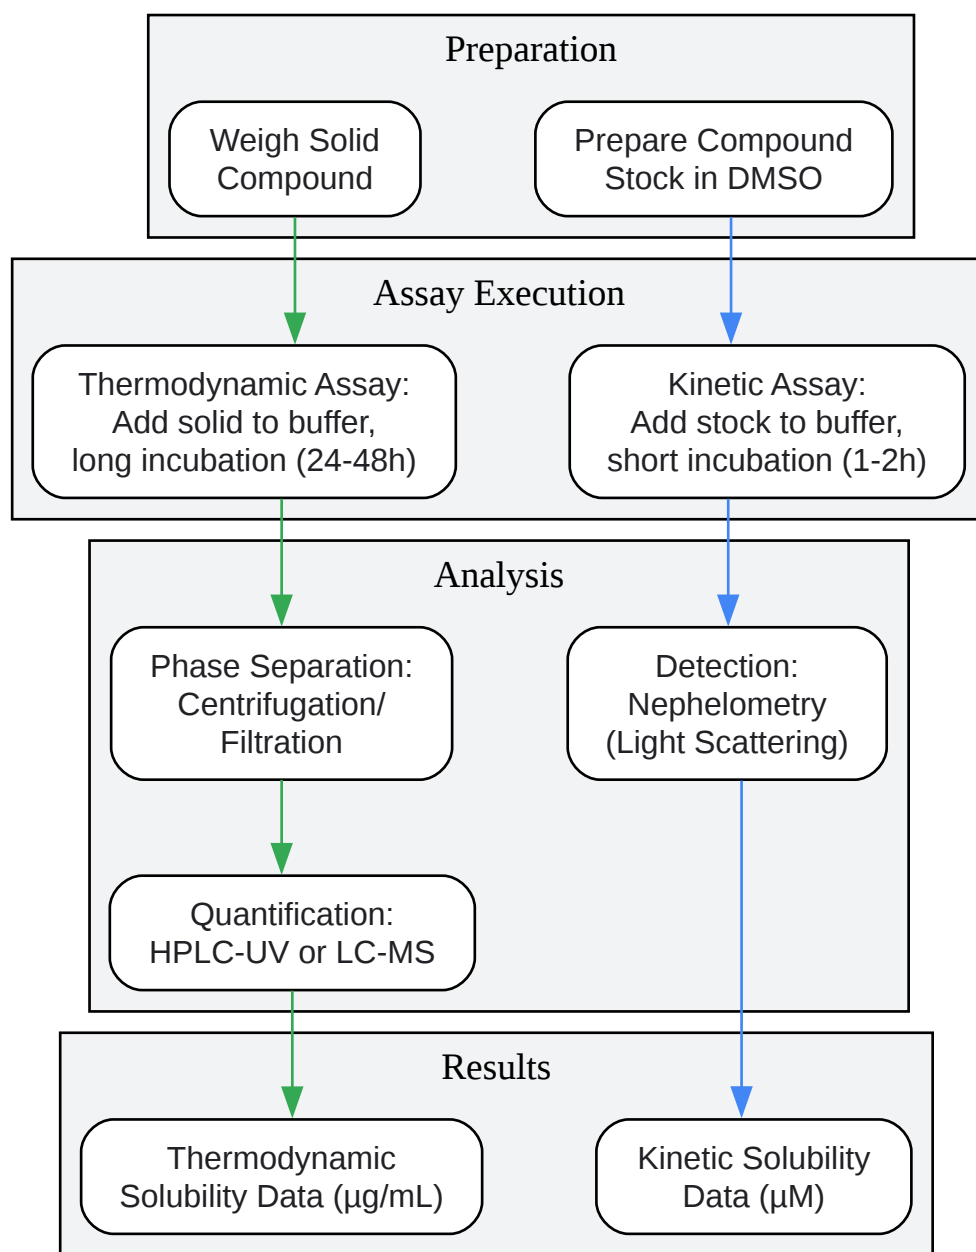 Preparation
Weigh Solid
Compound
Prepare Compound
Stock in DMSO
Assay Execution
Thermodynamic Assay:
Add solid to buffer,
long incubation (24-48h)
Kinetic Assay:
Add stock to buffer,
short incubation (1-2h)
Analysis
Phase Separation:
Centrifugation/
Filtration
Detection:
Nephelometry
(Light Scattering)
Quantification:
HPLC-UV or LC-MS
Results
Thermodynamic
Solubility Data (µg/mL)
Kinetic Solubility
Data (µM)